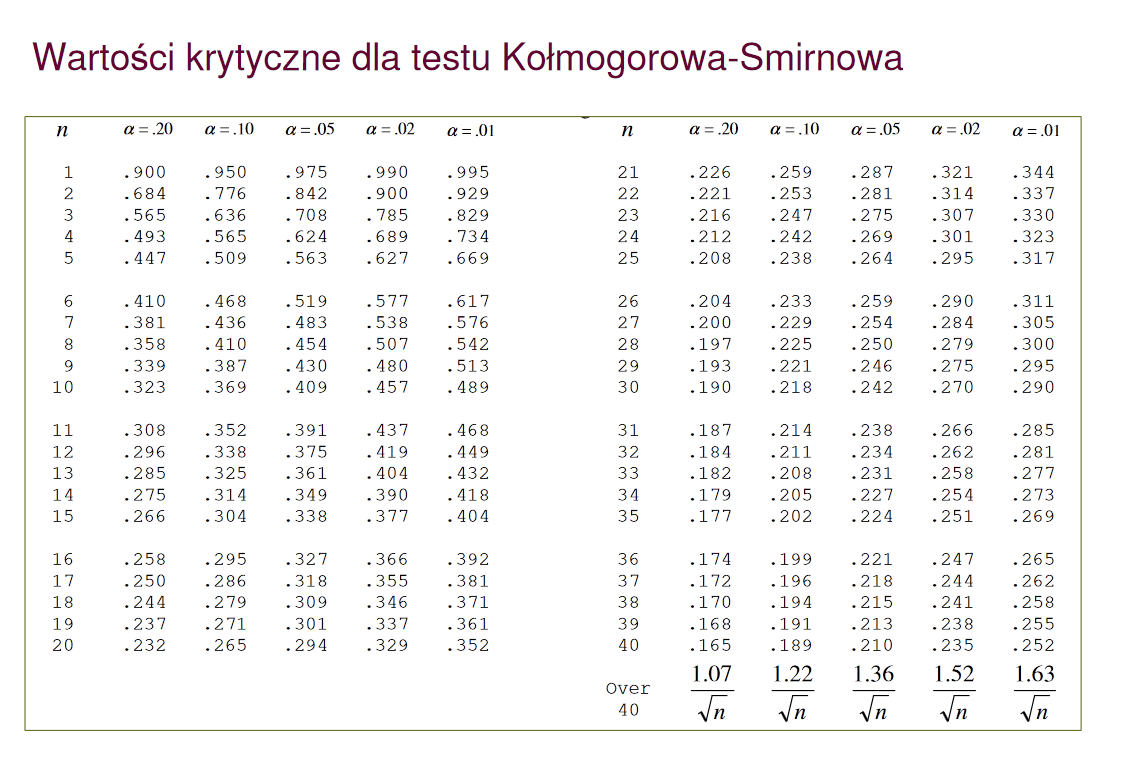 Wartości krytyczne dla testu Kołmogorowa-Smirnowa
n α = .20 α = .10 α = .05 α = .02 α = .01 n α = .20 α = .10 α = .05 α = .02 α = .01
1 .900 .950 .975 .990 .995 21 .226 .259 .287 .321 .344
2 .684 .776 .842 .900 .929 22 .221 .253 .281 .314 .337
3 .565 .636 .708 .785 .829 23 .216 .247 .275 .307 .330
4 .493 .565 .624 .689 .734 24 .212 .242 .269 .301 .323
5 .447 .509 .563 .627 .669 25 .208 .238 .264 .295 .317
6 .410 .468 .519 .577 .617 26 .204 .233 .259 .290 .311
7 .381 .436 .483 .538 .576 27 .200 .229 .254 .284 .305
8 .358 .410 .454 .507 .542 28 .197 .225 .250 .279 .300
9 .339 .387 .430 .480 .513 29 .193 .221 .246 .275 .295
10 .323 .369 .409 .457 .489 30 .190 .218 .242 .270 .290
11 .308 .352 .391 .437 .468 31 .187 .214 .238 .266 .285
12 .296 .338 .375 .419 .449 32 .184 .211 .234 .262 .281
13 .285 .325 .361 .404 .432 33 .182 .208 .231 .258 .277
14 .275 .314 .349 .390 .418 34 .179 .205 .227 .254 .273
15 .266 .304 .338 .377 .404 35 .177 .202 .224 .251 .269
16 .258 .295 .327 .366 .392 36 .174 .199 .221 .247 .265
17 .250 .286 .318 .355 .381 37 .172 .196 .218 .244 .262
18 .244 .279 .309 .346 .371 38 .170 .194 .215 .241 .258
19 .237 .271 .301 .337 .361 39 .168 .191 .213 .238 .255
20 .232 .265 .294 .329 .352 40 .165 .189 .210 .235 .252
Over 40 1.07/√n 1.22/√n 1.36/√n 1.52/√n 1.63/√n